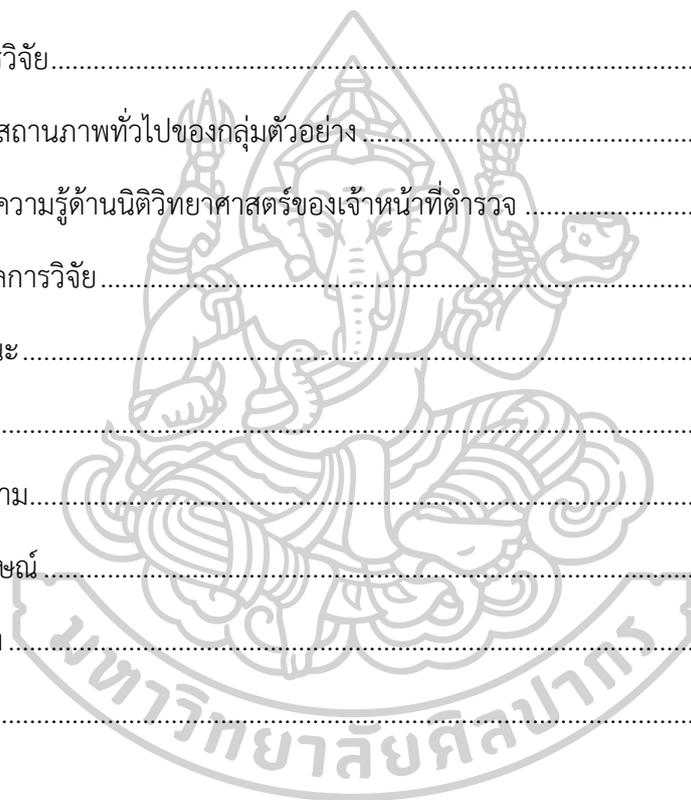 รวิจัย
สถานภาพทั่วไปของกลุ่มตัวอย่าง
ความรู้ด้านนิติวิทยาศาสตร์ของเจ้าหน้าที่ตำรวจ
ลการวิจัย
นะ
าม
ษณ์
มหาวิทยาลัยศิลปากร